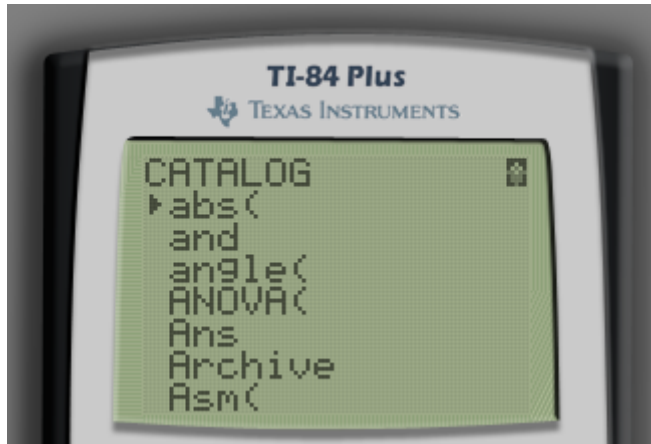 TI-84 Plus
TEXAS INSTRUMENTS
CATALOG
abs(
and
angle(
ANOVA(
Ans
Archive
Asm(